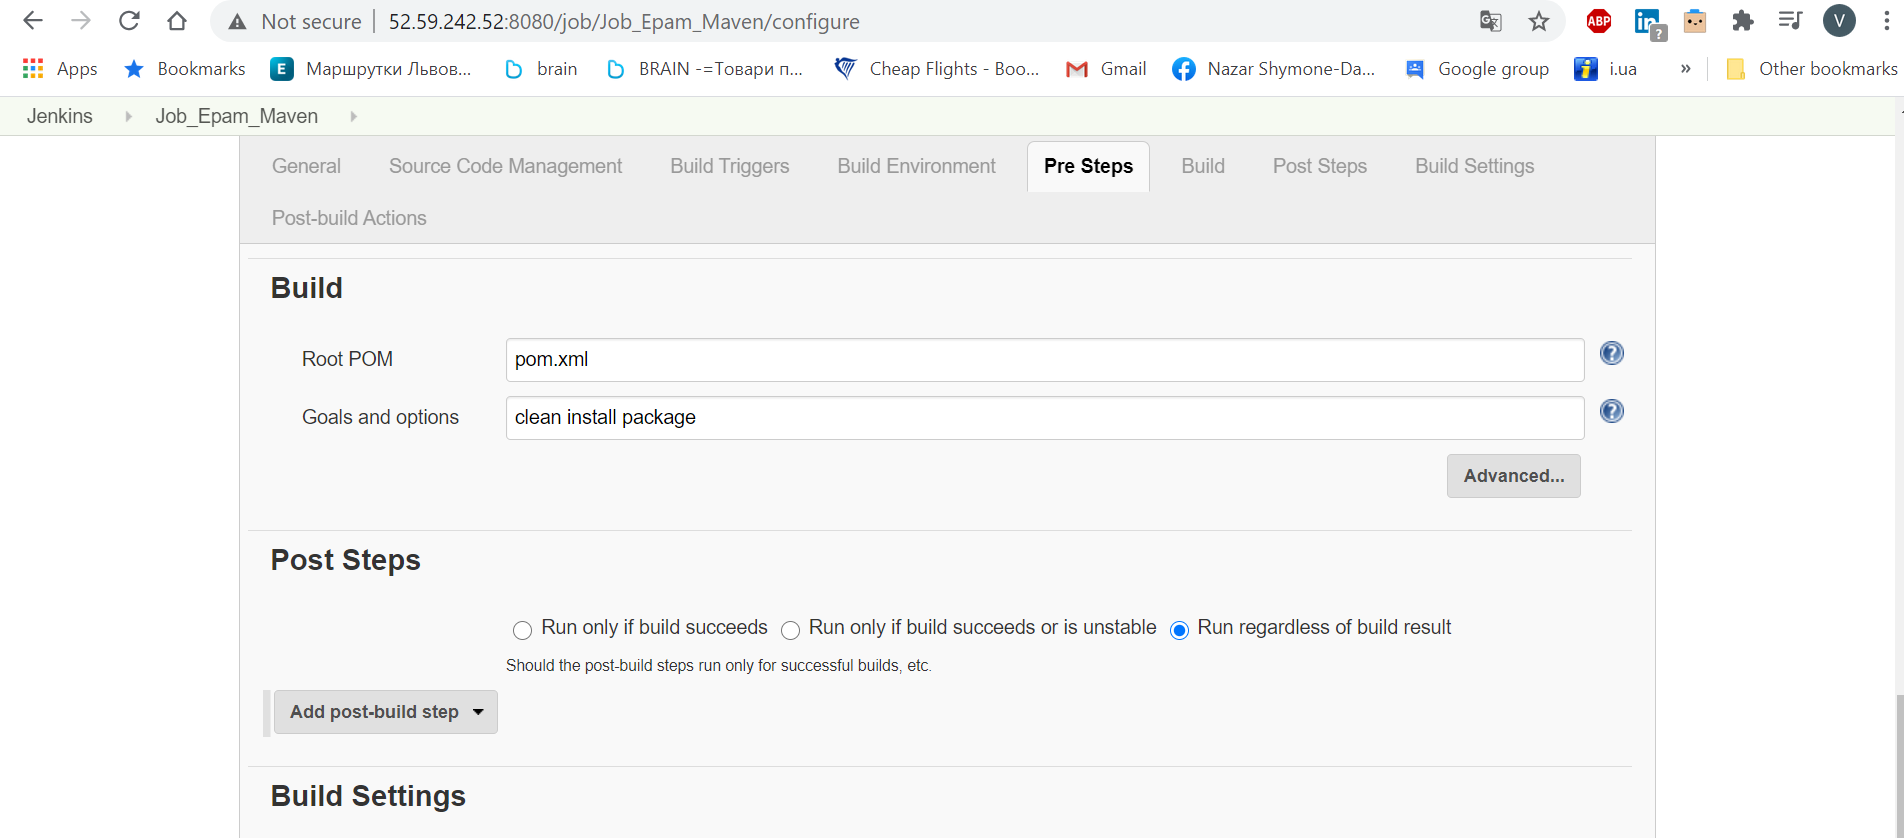 Not secure | 52.59.242.52:8080/job/Job_Epam_Maven/configure ABP in ? V
Apps Bookmarks E Маршрутки Львов... brain BRAIN -=Товари п... Cheap Flights - Boo... Gmail Nazar Shymone-Da... Google group i i.ua » Other bookmarks
Jenkins Job_Epam_Maven
General Source Code Management Build Triggers Build Environment Pre Steps Build Post Steps Build Settings
Post-build Actions
Build
Root POM pom.xml ?
Goals and options clean install package ?
Advanced...
Post Steps
Run only if build succeeds Run only if build succeeds or is unstable Run regardless of build result
Should the post-build steps run only for successful builds, etc.
Add post-build step
Build Settings